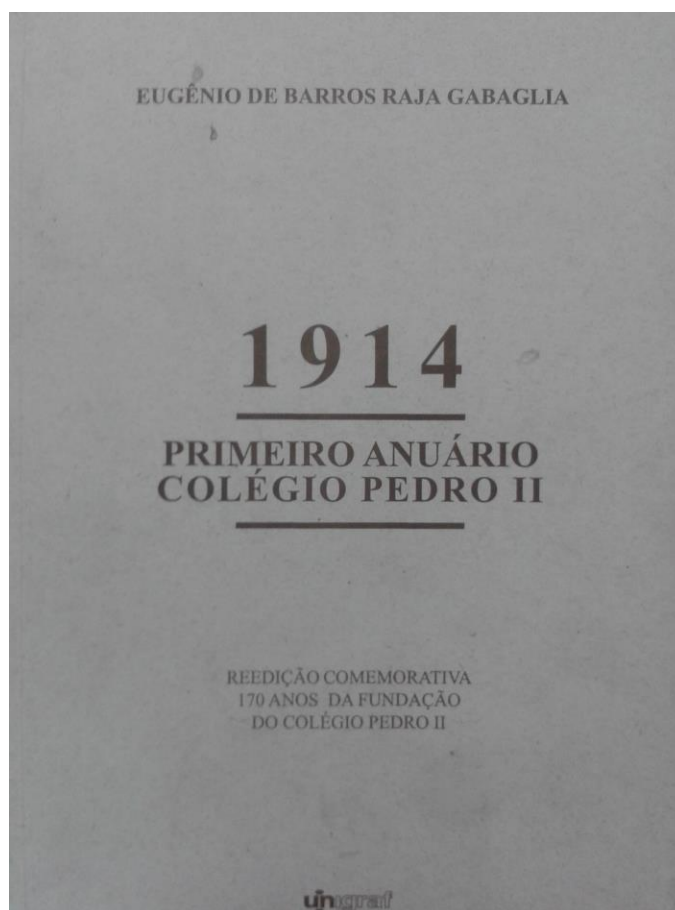 EUGÊNIO DE BARROS RAJA GABAGLIA
1914
PRIMEIRO ANUÁRIO
COLÉGIO PEDRO II
REEDIÇÃO COMEMORATIVA
170 ANOS DA FUNDAÇÃO
DO COLÉGIO PEDRO II